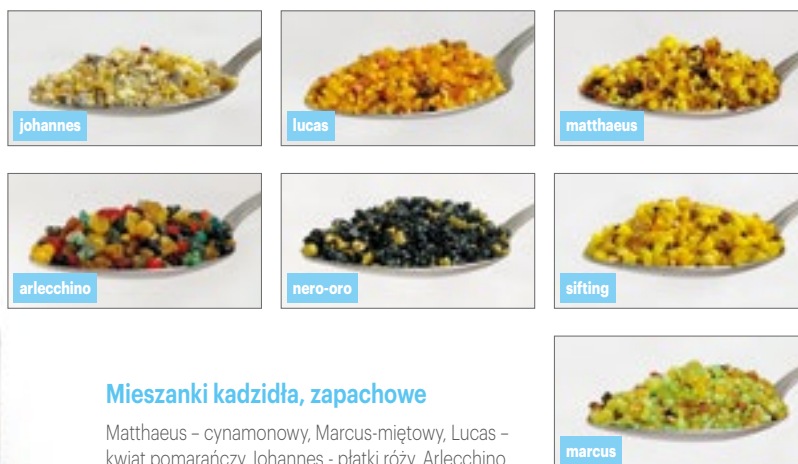 johannes
lucas
matthaeus
arlecchino
nero-oro
sifting
marcus
Mieszanki kadzidła, zapachowe
Matthaeus – cynamonowy, Marcus-miętowy, Lucas –
kwiat pomarańczy, Johannes - płatki róży, Arlecchino